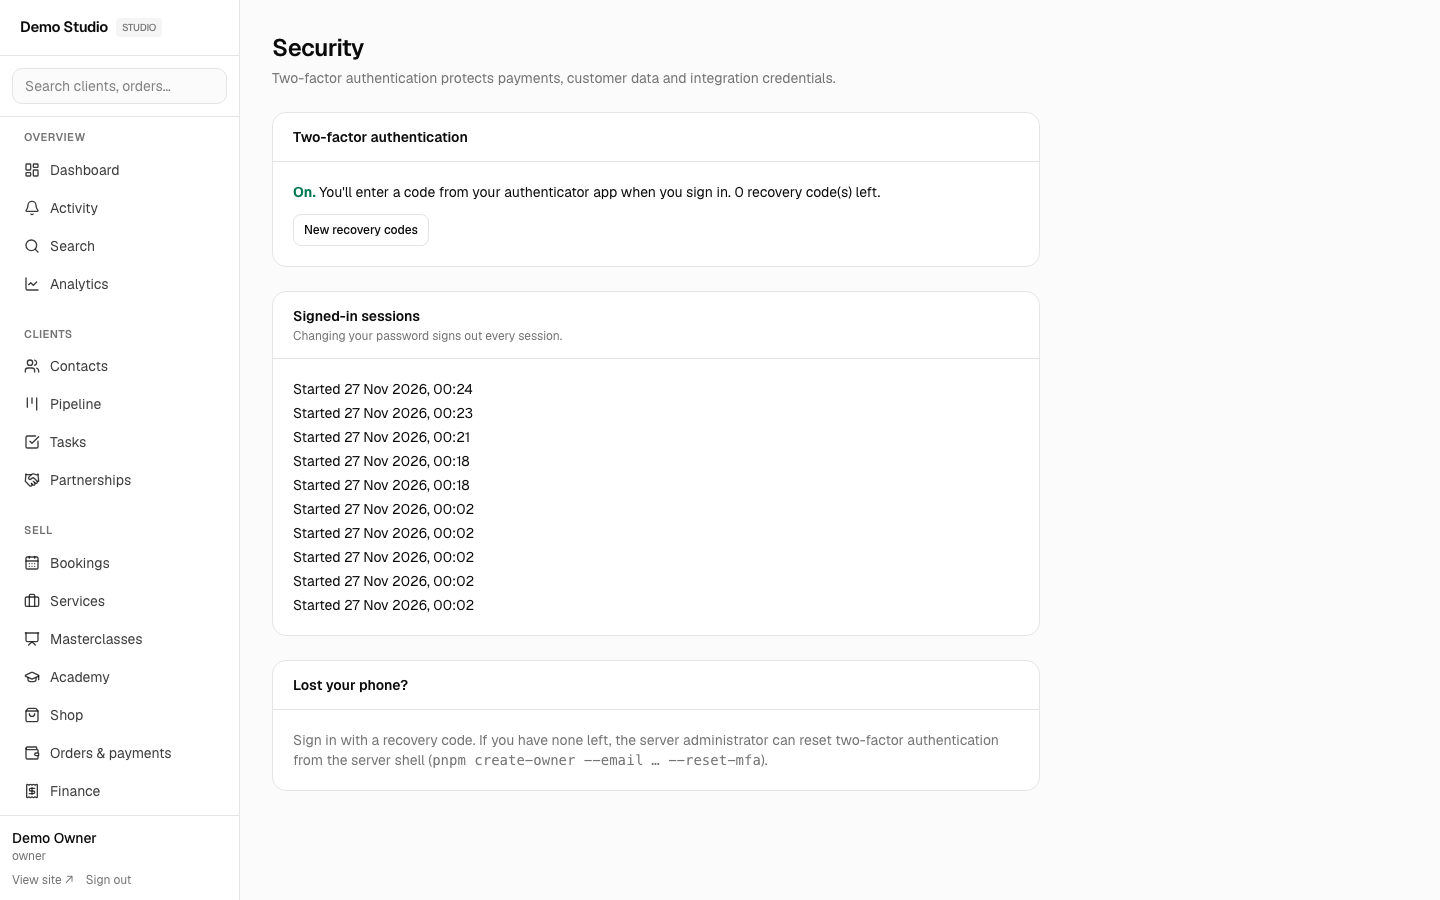 Demo Studio STUDIO
Search clients, orders…
OVERVIEW
Dashboard
Activity
Search
Analytics
CLIENTS
Contacts
Pipeline
Tasks
Partnerships
SELL
Bookings
Services
Masterclasses
Academy
Shop
Orders & payments
Finance
Demo Owner
owner
View site ↗ Sign out
Security
Two-factor authentication protects payments, customer data and integration credentials.
Two-factor authentication
On. You'll enter a code from your authenticator app when you sign in. 0 recovery code(s) left.
New recovery codes
Signed-in sessions
Changing your password signs out every session.
Started 27 Nov 2026, 00:24
Started 27 Nov 2026, 00:23
Started 27 Nov 2026, 00:21
Started 27 Nov 2026, 00:18
Started 27 Nov 2026, 00:18
Started 27 Nov 2026, 00:02
Started 27 Nov 2026, 00:02
Started 27 Nov 2026, 00:02
Started 27 Nov 2026, 00:02
Started 27 Nov 2026, 00:02
Lost your phone?
Sign in with a recovery code. If you have none left, the server administrator can reset two-factor authentication
from the server shell (pnpm create-owner --email … --reset-mfa).